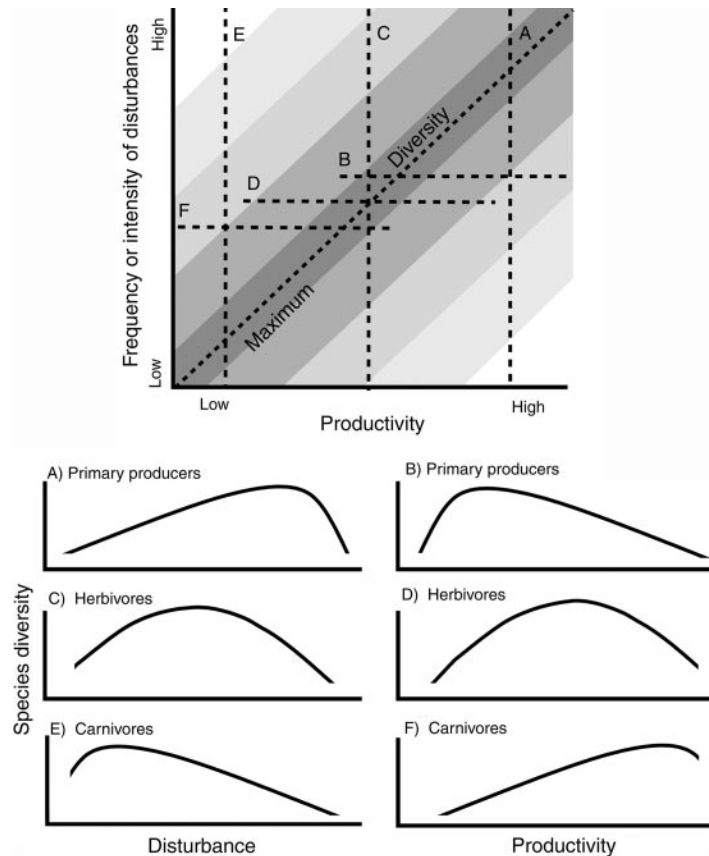 High
E
C
A
Frequency or intensity of disturbances
B
Diversity
D
F
Maximum
Low
Low
High
Productivity
A) Primary producers
B) Primary producers
C) Herbivores
D) Herbivores
Species diversity
E) Carnivores
F) Carnivores
Disturbance
Productivity